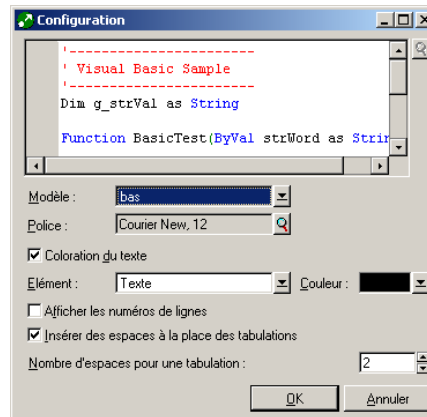 Configuration
'-----------------------
' Visual Basic Sample
'-----------------------
Dim g_strVal as String
Function BasicTest(ByVal strWord as Strin
Modèle : bas
Police : Courier New, 12
Coloration du texte
Elément : Texte Couleur :
Afficher les numéros de lignes
Insérer des espaces à la place des tabulations
Nombre d'espaces pour une tabulation : 2
OK Annuler